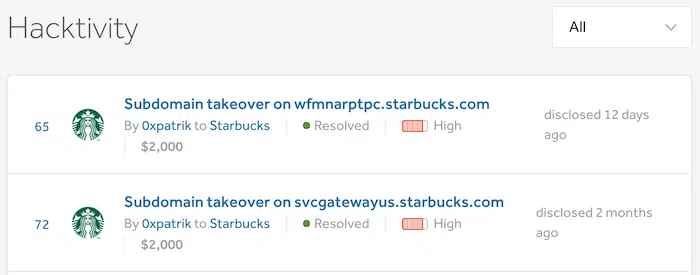 Hacktivity
All
65
Subdomain takeover on wfmnarptpc.starbucks.com
By 0xpatrik to Starbucks
Resolved
High
$2,000
disclosed 12 days
ago
72
Subdomain takeover on svcgatewayus.starbucks.com
By 0xpatrik to Starbucks
Resolved
High
$2,000
disclosed 2 months
ago